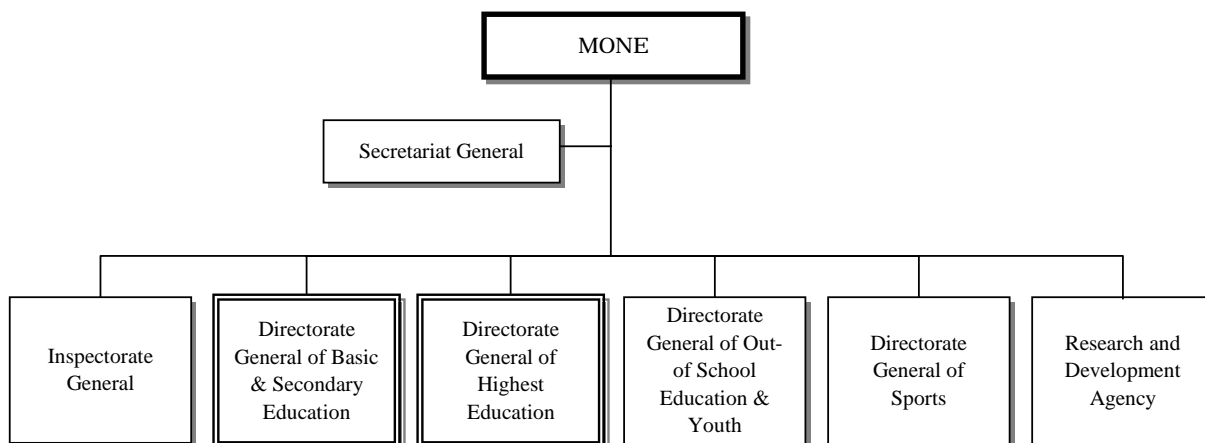 MONE
Secretariat General
Inspectorate
General
Directorate
General of Basic
& Secondary
Education
Directorate
General of
Highest
Education
Directorate
General of Out-
of School
Education &
Youth
Directorate
General of
Sports
Research and
Development
Agency